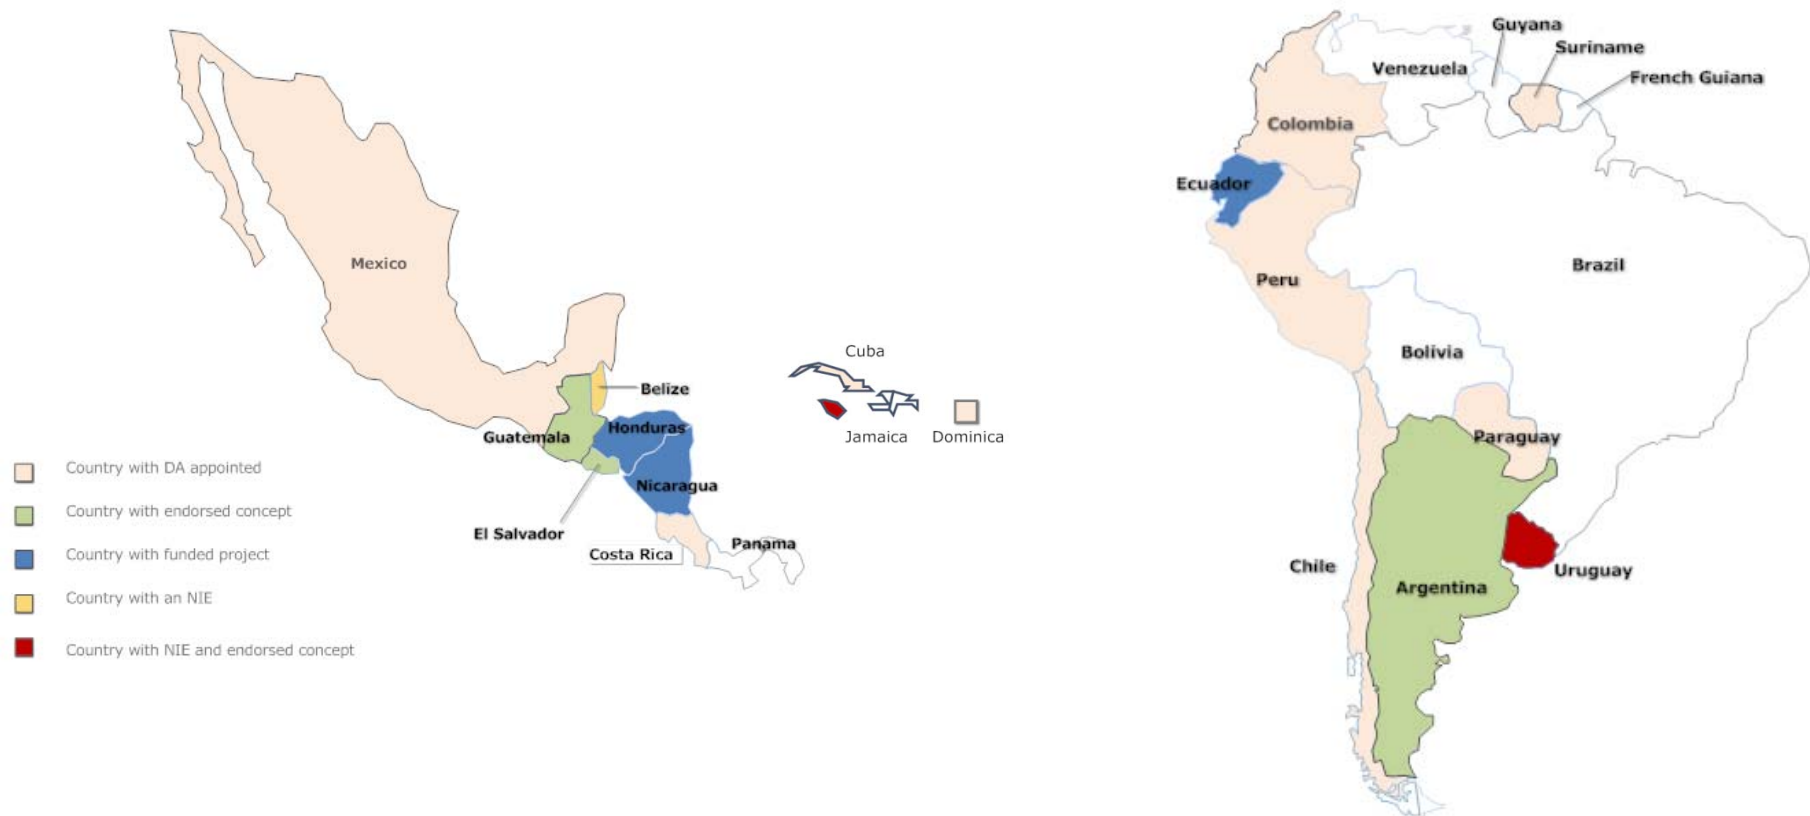 Mexico
Belize
Guatemala
Honduras
Nicaragua
El Salvador
Costa Rica
Panama
Cuba
Jamaica
Dominica
Country with DA appointed
Country with endorsed concept
Country with funded project
Country with an NIE
Country with NIE and endorsed concept
Guyana
Suriname
French Guiana
Venezuela
Colombia
Ecuador
Peru
Brazil
Bolivia
Paraguay
Chile
Argentina
Uruguay